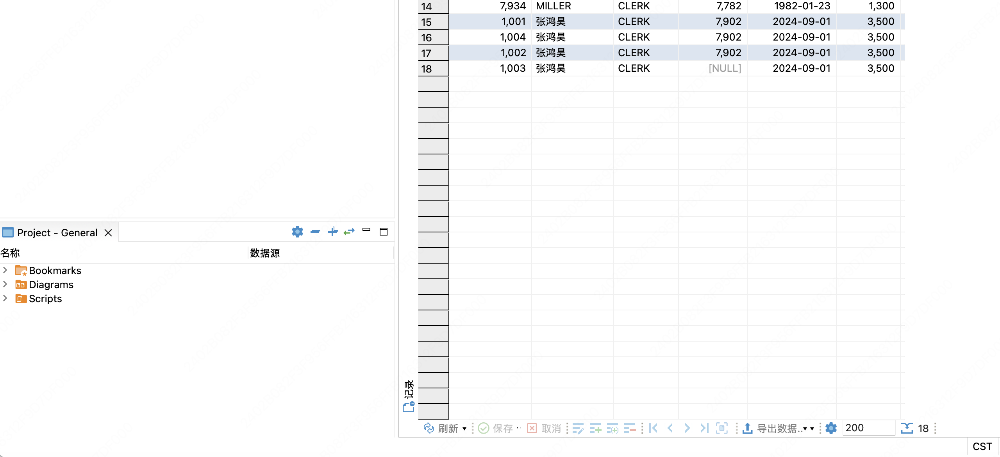 14 7,934 MILLER CLERK 7,782 1982-01-23 1,300
15 1,001 张鸿昊 CLERK 7,902 2024-09-01 3,500
16 1,004 张鸿昊 CLERK 7,902 2024-09-01 3,500
17 1,002 张鸿昊 CLERK 7,902 2024-09-01 3,500
18 1,003 张鸿昊 CLERK [NULL] 2024-09-01 3,500
Project - General
名称 数据源
Bookmarks
Diagrams
Scripts
记录
刷新 保存 取消 导出数据.. 200 18
CST